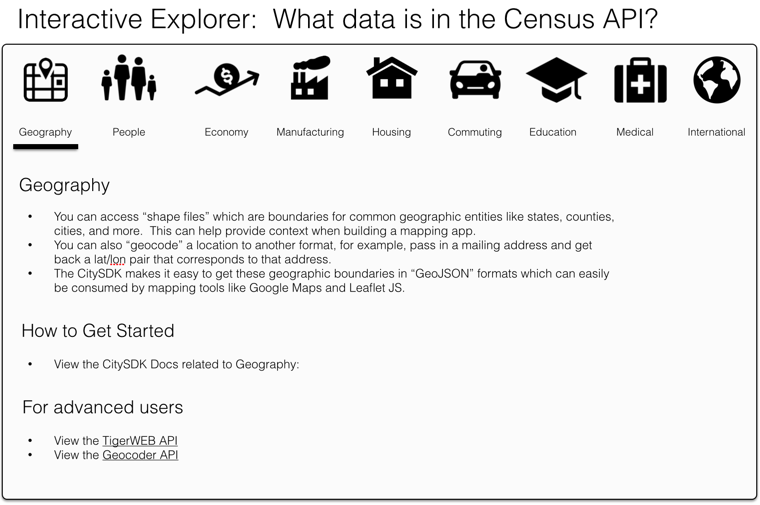 Interactive Explorer:  What data is in the Census API?
Geography
People
Economy
Manufacturing
Housing
Commuting
Education
Medical
International
Geography
• You can access “shape files” which are boundaries for common geographic entities like states, counties,
cities, and more.  This can help provide context when building a mapping app.
• You can also “geocode” a location to another format, for example, pass in a mailing address and get
back a lat/lon pair that corresponds to that address.
• The CitySDK makes it easy to get these geographic boundaries in “GeoJSON” formats which can easily
be consumed by mapping tools like Google Maps and Leaflet JS.
How to Get Started
• View the CitySDK Docs related to Geography:
For advanced users
• View the TigerWEB API
• View the Geocoder API